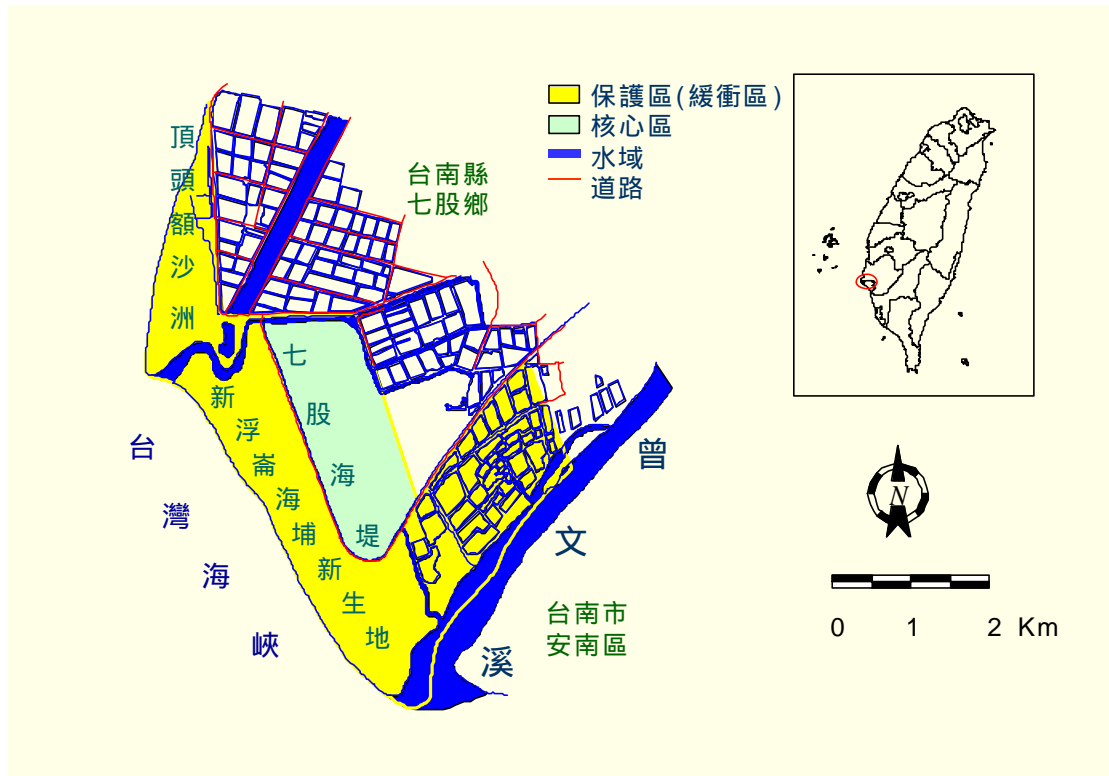 保護區(緩衝區)
核心區
水域
道路
台南縣
七股鄉
頂頭額沙洲
七股海堤
新浮崙海埔新生地
台灣海峽
曾文溪
台南市
安南區
N
0 1 2 Km